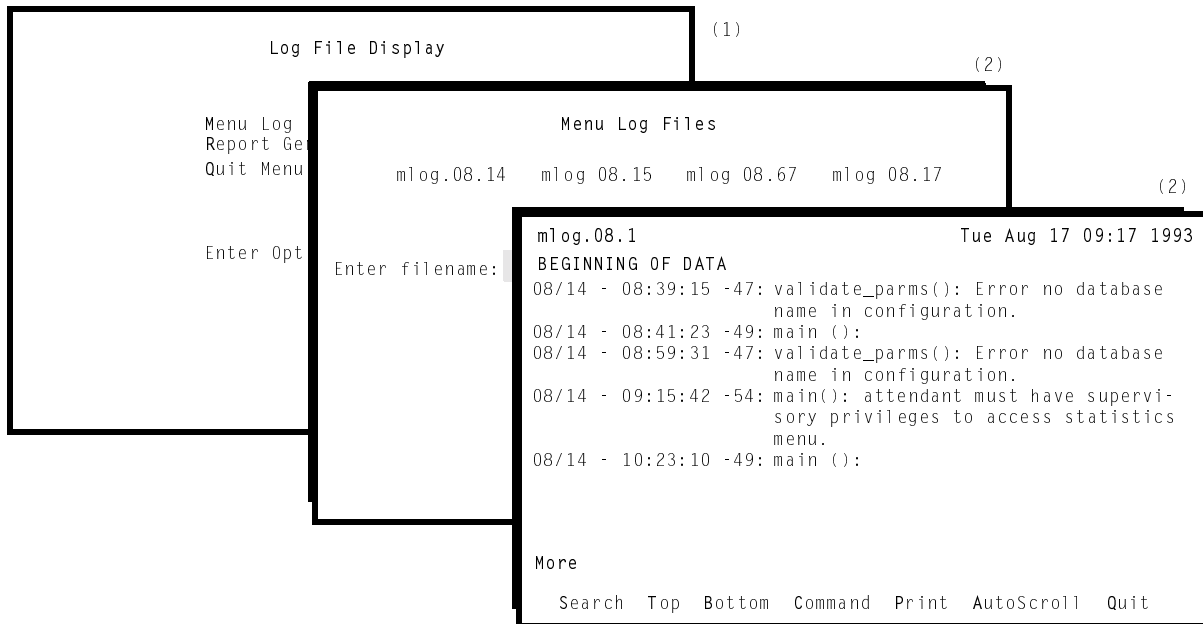 (1)
Log File Display
(2)
Menu Log
Report Ge
Quit Menu
Enter Opt
Menu Log Files
mlog.08.14 mlog 08.15 mlog 08.67 mlog 08.17
Enter filename:
(2)
mlog.08.1 Tue Aug 17 09:17 1993
BEGINNING OF DATA
08/14 - 08:39:15 -47: validate_parms(): Error no database
name in configuration.
08/14 - 08:41:23 -49: main ():
08/14 - 08:59:31 -47: validate_parms(): Error no database
name in configuration.
08/14 - 09:15:42 -54: main(): attendant must have supervi-
sory privileges to access statistics
menu.
08/14 - 10:23:10 -49: main ():
More
Search Top Bottom Command Print AutoScroll Quit